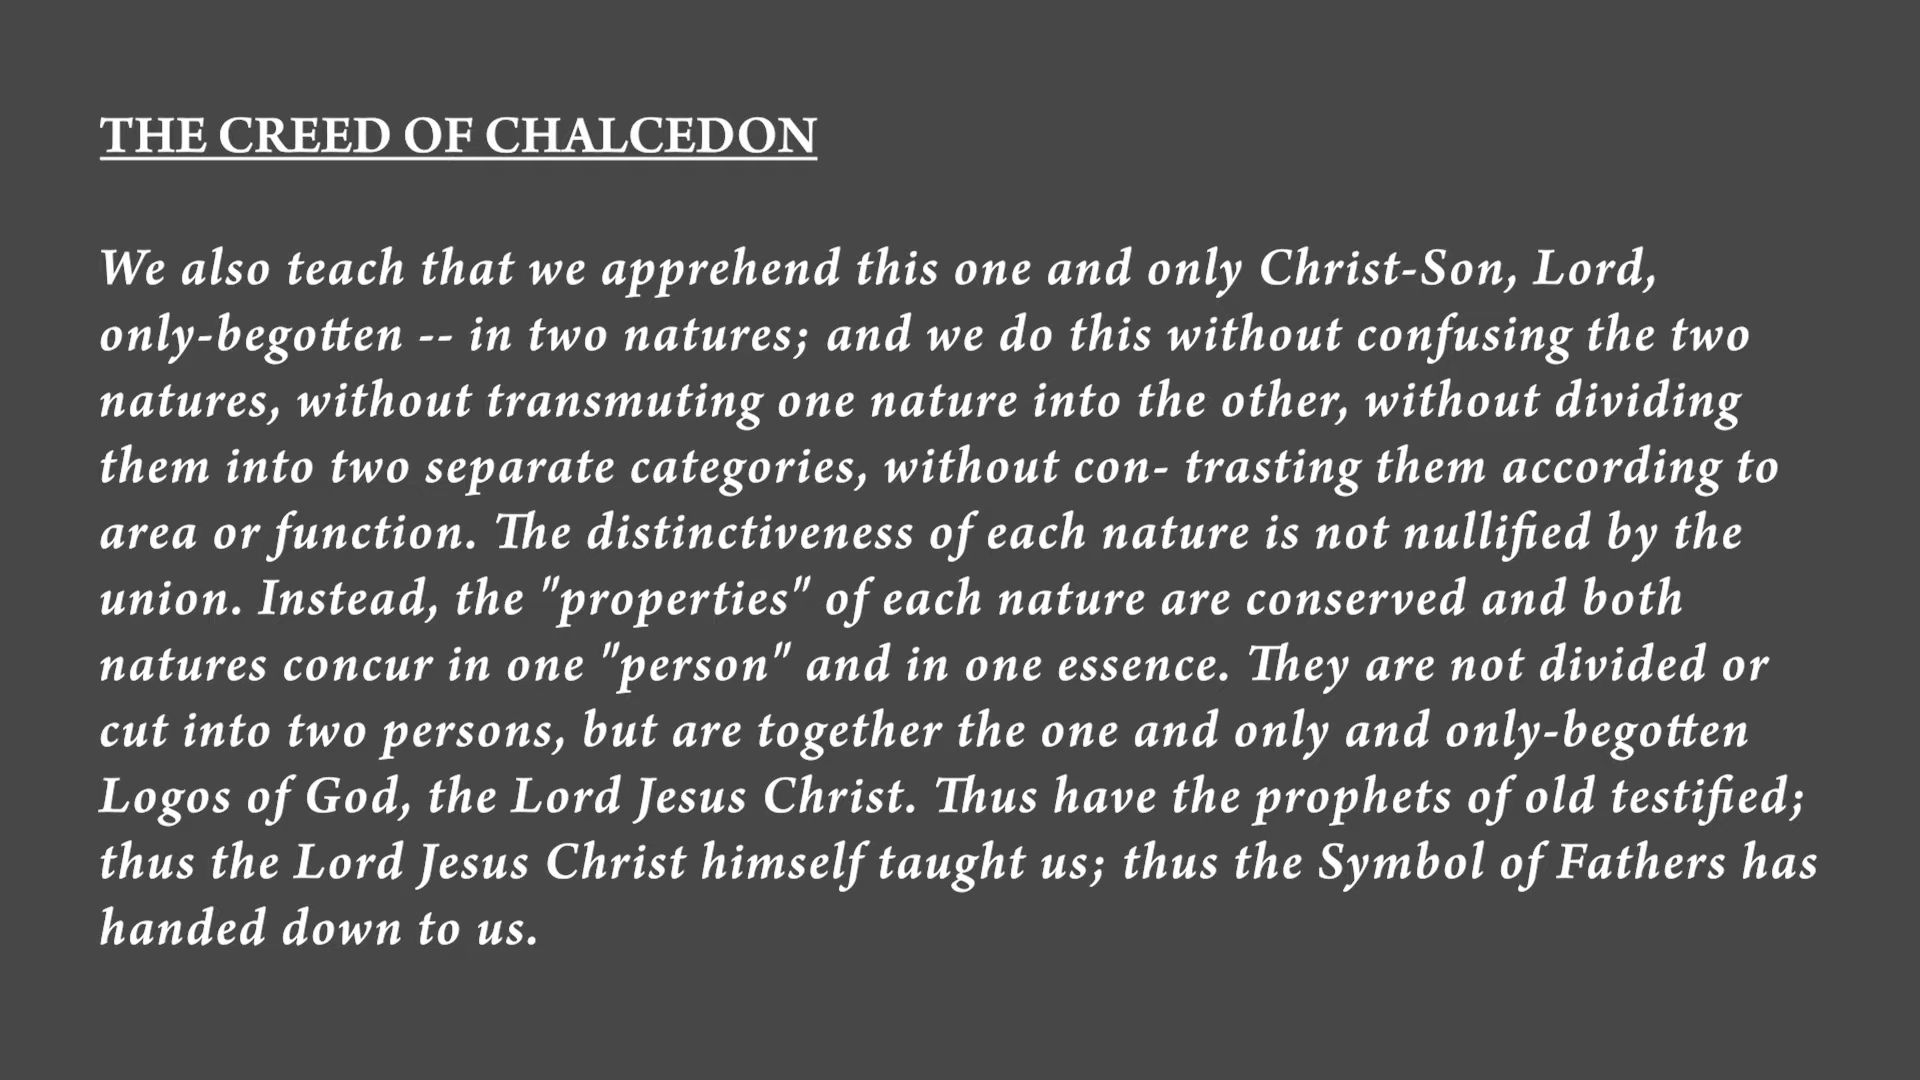 THE CREED OF CHALCEDON
We also teach that we apprehend this one and only Christ-Son, Lord,
only-begotten -- in two natures; and we do this without confusing the two
natures, without transmuting one nature into the other, without dividing
them into two separate categories, without con- trasting them according to
area or function. The distinctiveness of each nature is not nullified by the
union. Instead, the "properties" of each nature are conserved and both
natures concur in one "person" and in one essence. They are not divided or
cut into two persons, but are together the one and only and only-begotten
Logos of God, the Lord Jesus Christ. Thus have the prophets of old testified;
thus the Lord Jesus Christ himself taught us; thus the Symbol of Fathers has
handed down to us.